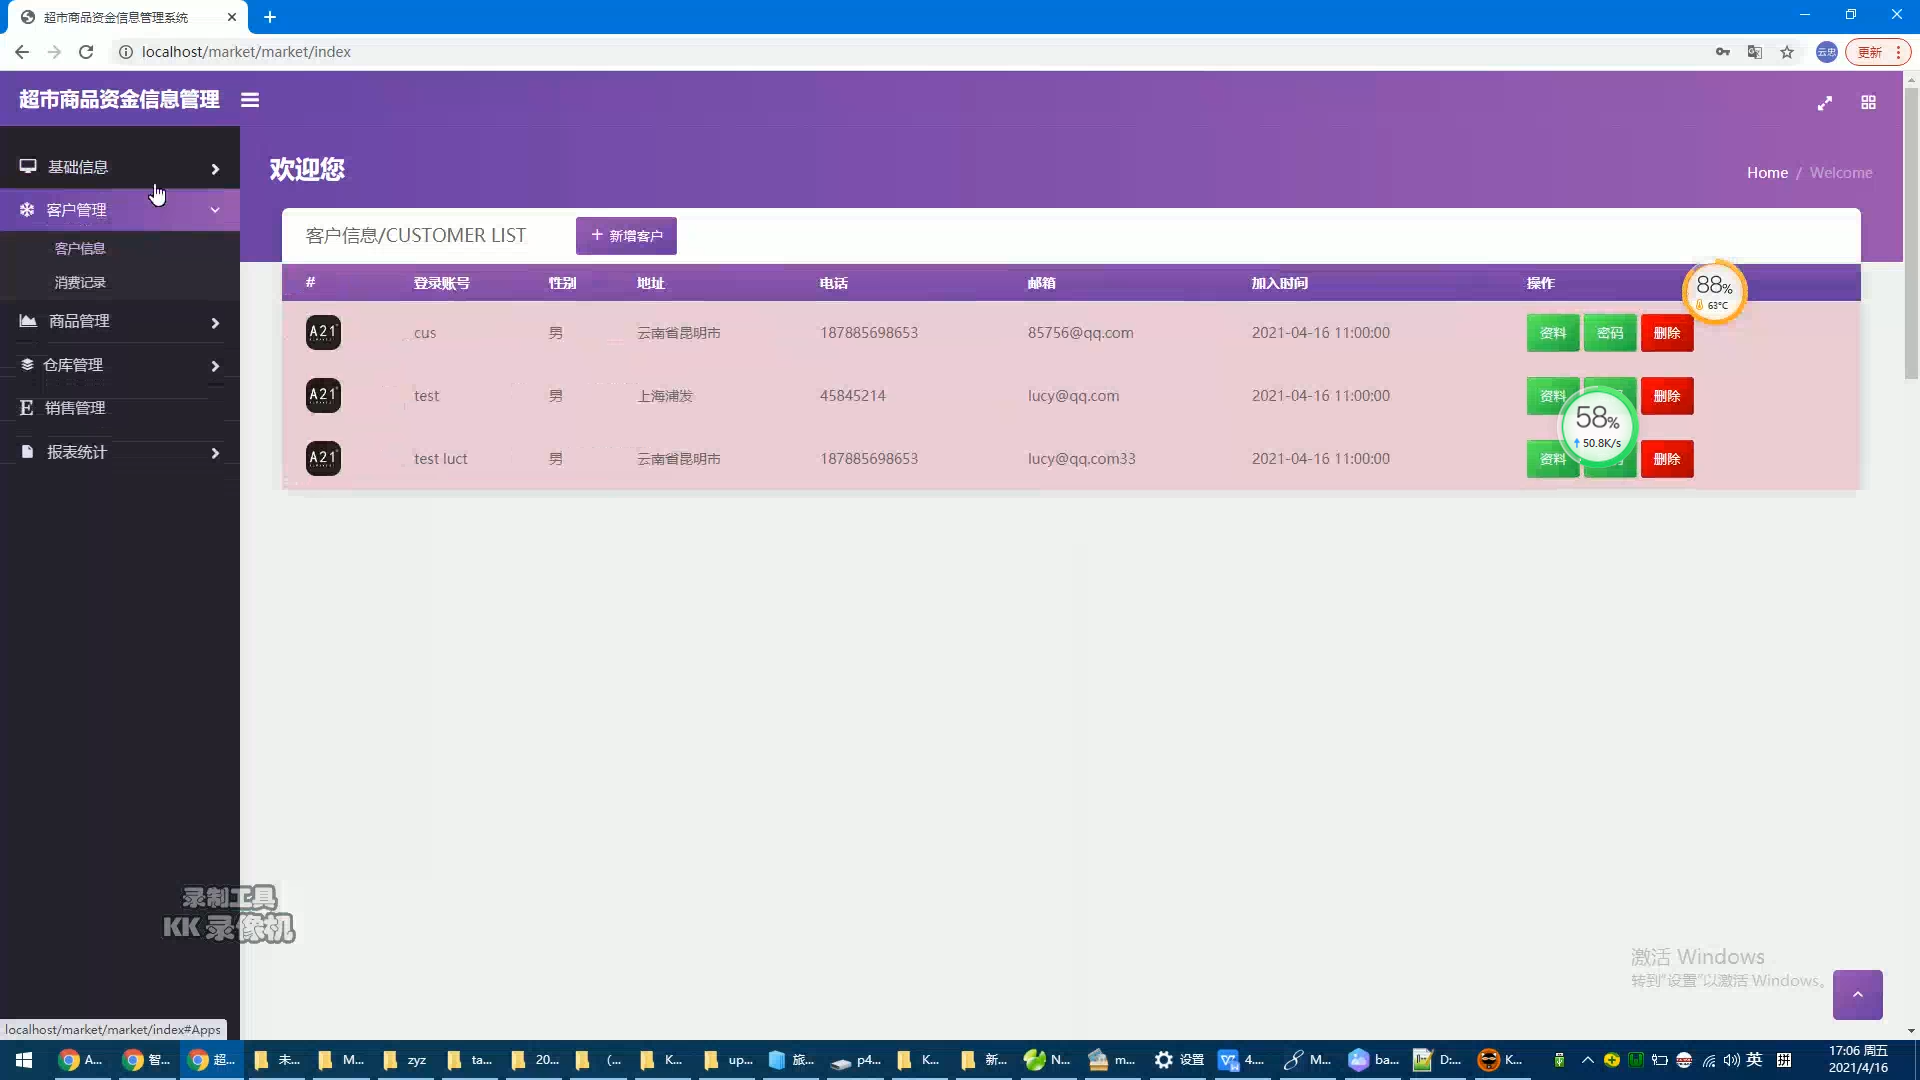 超市商品资金信息管理系统
localhost/market/market/index
云忠
更新
超市商品资金信息管理
欢迎您
Home / Welcome
基础信息
客户管理
客户信息
消费记录
商品管理
仓库管理
销售管理
报表统计
客户信息/CUSTOMER LIST
+ 新增客户
# 登录账号 性别 地址 电话 邮箱 加入时间 操作
A21 cus 男 云南省昆明市 187885698653 85756@qq.com 2021-04-16 11:00:00 资料 密码 删除
A21 test 男 上海浦发 45845214 lucy@qq.com 2021-04-16 11:00:00 资料 删除
A21 test luct 男 云南省昆明市 187885698653 lucy@qq.com33 2021-04-16 11:00:00 资料 删除
88%
63°C
58%
50.8K/s
录制工具
KK 录像机
激活 Windows
转到"设置"以激活 Windows。
localhost/market/market/index#Apps
A... 智... 超... 未... M... zyz ta... 20... (... K... up... 旅... p4... K... 新... N... m... 设置 4.... M... ba... D:... K... 英 拼
17:06 周五
2021/4/16